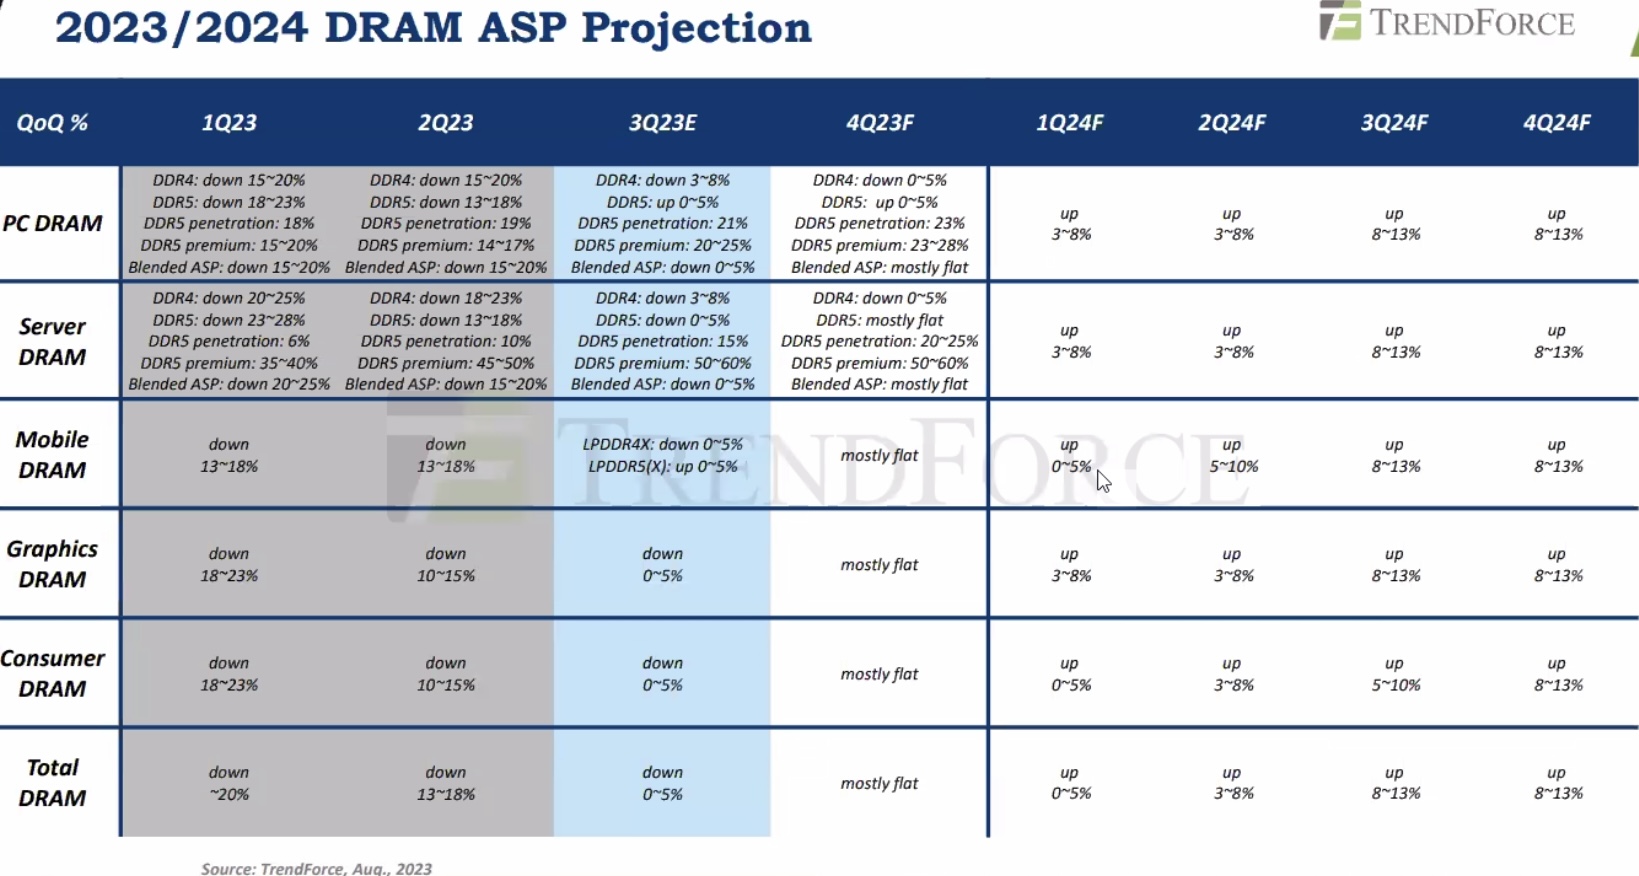 2023/2024 DRAM ASP Projection
TRENDFORCE
QoQ % 1Q23 2Q23 3Q23E 4Q23F 1Q24F 2Q24F 3Q24F 4Q24F
PC DRAM
DDR4: down 15~20%
DDR5: down 18~23%
DDR5 penetration: 18%
DDR5 premium: 15~20%
Blended ASP: down 15~20%
DDR4: down 15~20%
DDR5: down 13~18%
DDR5 penetration: 19%
DDR5 premium: 14~17%
Blended ASP: down 15~20%
DDR4: down 3~8%
DDR5: up 0~5%
DDR5 penetration: 21%
DDR5 premium: 20~25%
Blended ASP: down 0~5%
DDR4: down 0~5%
DDR5: up 0~5%
DDR5 penetration: 23%
DDR5 premium: 23~28%
Blended ASP: mostly flat
up
3~8%
up
3~8%
up
8~13%
up
8~13%
Server
DRAM
DDR4: down 20~25%
DDR5: down 23~28%
DDR5 penetration: 6%
DDR5 premium: 35~40%
Blended ASP: down 20~25%
DDR4: down 18~23%
DDR5: down 13~18%
DDR5 penetration: 10%
DDR5 premium: 45~50%
Blended ASP: down 15~20%
DDR4: down 3~8%
DDR5: down 0~5%
DDR5 penetration: 15%
DDR5 premium: 50~60%
Blended ASP: down 0~5%
DDR4: down 0~5%
DDR5: mostly flat
DDR5 penetration: 20~25%
DDR5 premium: 50~60%
Blended ASP: mostly flat
up
3~8%
up
3~8%
up
8~13%
up
8~13%
Mobile
DRAM
down
13~18%
down
13~18%
LPDDR4X: down 0~5%
LPDDR5(X): up 0~5%
mostly flat
up
0~5%
up
5~10%
up
8~13%
up
8~13%
TRENDFORCE
Graphics
DRAM
down
18~23%
down
10~15%
down
0~5%
mostly flat
up
3~8%
up
3~8%
up
8~13%
up
8~13%
Consumer
DRAM
down
18~23%
down
10~15%
down
0~5%
mostly flat
up
0~5%
up
3~8%
up
5~10%
up
8~13%
Total
DRAM
down
~20%
down
13~18%
down
0~5%
mostly flat
up
0~5%
up
3~8%
up
8~13%
up
8~13%
Source: TrendForce, Aug., 2023